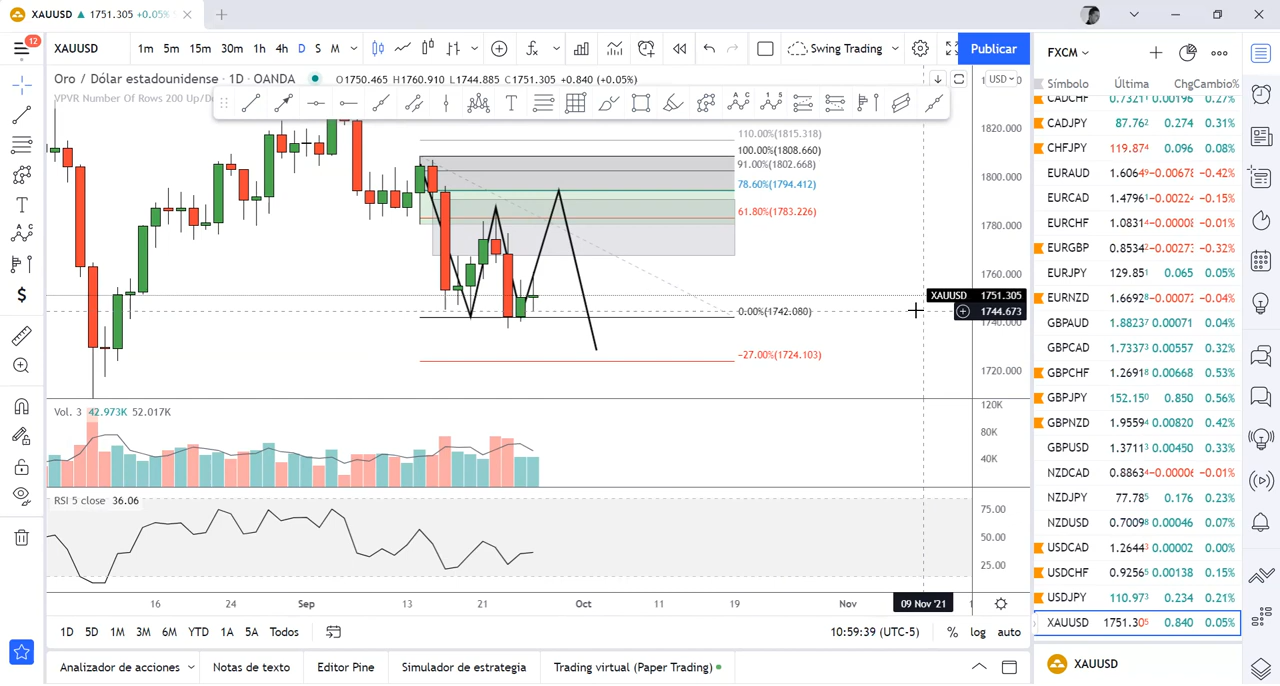 XAUUSD ▲ 1751.305 +0.05%
12
XAUUSD 1m 5m 15m 30m 1h 4h D S M Swing Trading Publicar
Oro / Dólar estadounidense · 1D · OANDA O1750.465 H1760.910 L1744.885 C1751.305 +0.840 (+0.05%)
VPVR Number Of Rows 200 Up/Do
USD
110.00%(1815.318)
100.00%(1808.660)
91.00%(1802.668)
78.60%(1794.412)
61.80%(1783.226)
0.00%(1742.080)
-27.00%(1724.103)
1820.000
1800.000
1780.000
1760.000
XAUUSD 1751.305
1744.673
1740.000
1720.000
Vol. 3 42.973K 52.017K
120K
80K
40K
RSI 5 close 36.06
75.00
50.00
25.00
16 24 Sep 13 21 Oct 11 19 Nov 09 Nov '21
1D 5D 1M 3M 6M YTD 1A 5A Todos
10:59:39 (UTC-5) % log auto
Analizador de acciones Notas de texto Editor Pine Simulador de estrategia Trading virtual (Paper Trading)
FXCM
Símbolo Última Chg Cambio%
CADCHF 0.7321 0.00196 0.27%
CADJPY 87.762 0.274 0.31%
CHFJPY 119.874 0.096 0.08%
EURAUD 1.60649 -0.00678 -0.42%
EURCAD 1.47961 -0.00224 -0.15%
EURCHF 1.08314 -0.00094 -0.09%
EURGBP 0.85342 -0.00273 -0.32%
EURJPY 129.851 0.065 0.05%
EURNZD 1.66928 -0.00072 -0.04%
GBPAUD 1.88237 0.00071 0.04%
GBPCAD 1.73373 0.00557 0.32%
GBPCHF 1.26918 0.00668 0.53%
GBPJPY 152.150 0.850 0.56%
GBPNZD 1.95594 0.00820 0.42%
GBPUSD 1.37113 0.00450 0.33%
NZDCAD 0.88634 -0.00006 -0.01%
NZDJPY 77.785 0.176 0.23%
NZDUSD 0.70098 0.00046 0.07%
USDCAD 1.26443 0.00002 0.00%
USDCHF 0.92565 0.00138 0.15%
USDJPY 110.973 0.234 0.21%
XAUUSD 1751.305 0.840 0.05%
XAUUSD